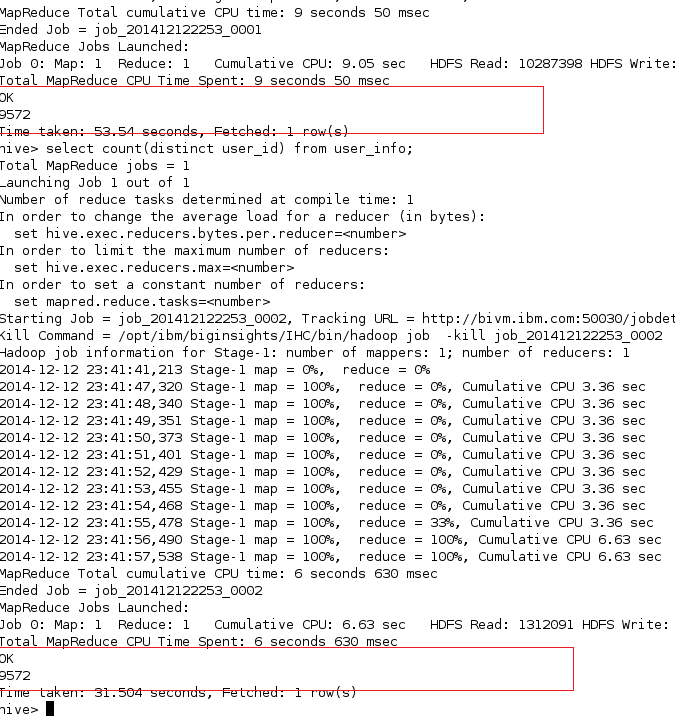 MapReduce Total cumulative CPU time: 9 seconds 50 msec
Ended Job = job_201412122253_0001
MapReduce Jobs Launched:
Job 0: Map: 1  Reduce: 1   Cumulative CPU: 9.05 sec   HDFS Read: 10287398 HDFS Write:
Total MapReduce CPU Time Spent: 9 seconds 50 msec
OK
9572
Time taken: 53.54 seconds, Fetched: 1 row(s)
hive> select count(distinct user_id) from user_info;
Total MapReduce jobs = 1
Launching Job 1 out of 1
Number of reduce tasks determined at compile time: 1
In order to change the average load for a reducer (in bytes):
  set hive.exec.reducers.bytes.per.reducer=<number>
In order to limit the maximum number of reducers:
  set hive.exec.reducers.max=<number>
In order to set a constant number of reducers:
  set mapred.reduce.tasks=<number>
Starting Job = job_201412122253_0002, Tracking URL = http://bivm.ibm.com:50030/jobdet
Kill Command = /opt/ibm/biginsights/IHC/bin/hadoop job  -kill job_201412122253_0002
Hadoop job information for Stage-1: number of mappers: 1; number of reducers: 1
2014-12-12 23:41:41,213 Stage-1 map = 0%,  reduce = 0%
2014-12-12 23:41:47,320 Stage-1 map = 100%,  reduce = 0%, Cumulative CPU 3.36 sec
2014-12-12 23:41:48,340 Stage-1 map = 100%,  reduce = 0%, Cumulative CPU 3.36 sec
2014-12-12 23:41:49,351 Stage-1 map = 100%,  reduce = 0%, Cumulative CPU 3.36 sec
2014-12-12 23:41:50,373 Stage-1 map = 100%,  reduce = 0%, Cumulative CPU 3.36 sec
2014-12-12 23:41:51,401 Stage-1 map = 100%,  reduce = 0%, Cumulative CPU 3.36 sec
2014-12-12 23:41:52,429 Stage-1 map = 100%,  reduce = 0%, Cumulative CPU 3.36 sec
2014-12-12 23:41:53,455 Stage-1 map = 100%,  reduce = 0%, Cumulative CPU 3.36 sec
2014-12-12 23:41:54,468 Stage-1 map = 100%,  reduce = 0%, Cumulative CPU 3.36 sec
2014-12-12 23:41:55,478 Stage-1 map = 100%,  reduce = 33%, Cumulative CPU 3.36 sec
2014-12-12 23:41:56,490 Stage-1 map = 100%,  reduce = 100%, Cumulative CPU 6.63 sec
2014-12-12 23:41:57,538 Stage-1 map = 100%,  reduce = 100%, Cumulative CPU 6.63 sec
MapReduce Total cumulative CPU time: 6 seconds 630 msec
Ended Job = job_201412122253_0002
MapReduce Jobs Launched:
Job 0: Map: 1  Reduce: 1   Cumulative CPU: 6.63 sec   HDFS Read: 1312091 HDFS Write:
Total MapReduce CPU Time Spent: 6 seconds 630 msec
OK
9572
Time taken: 31.504 seconds, Fetched: 1 row(s)
hive>